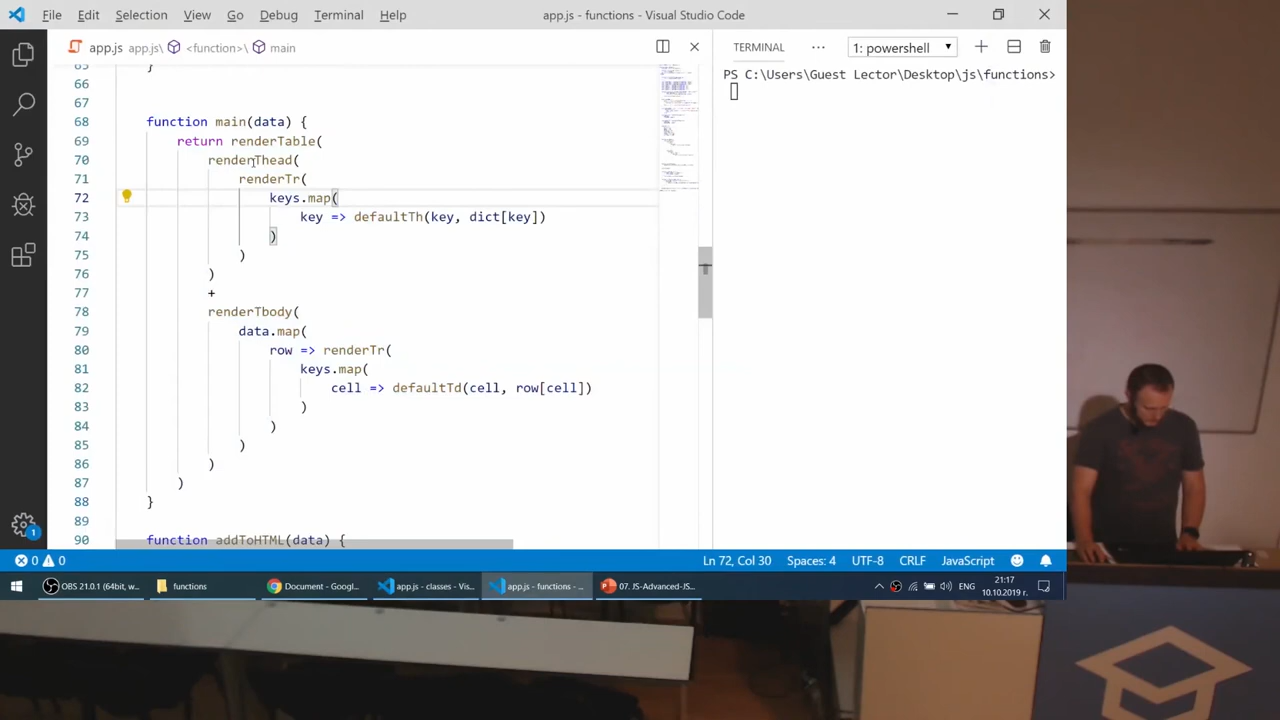 File Edit Selection View Go Debug Terminal Help
app.js - functions - Visual Studio Code
app.js app.js\ <function>\ main
65 }
66
67
68 function main(data) {
69 return renderTable(
70 renderThead(
71 renderTr(
72 keys.map(
73 key => defaultTh(key, dict[key])
74 )
75 )
76 )
77 +
78 renderTbody(
79 data.map(
80 row => renderTr(
81 keys.map(
82 cell => defaultTd(cell, row[cell])
83 )
84 )
85 )
86 )
87 )
88 }
89
90 function addToHTML(data) {
TERMINAL ... 1: powershell
PS C:\Users\Guest Lector\Desktop\js\functions>
1
0 0
Ln 72, Col 30 Spaces: 4 UTF-8 CRLF JavaScript
OBS 21.0.1 (64bit, w...
functions
Document - Googl...
app.js - classes - Vis...
app.js - functions - ...
07. JS-Advanced-JS...
ENG
21:17
10.10.2019 г.